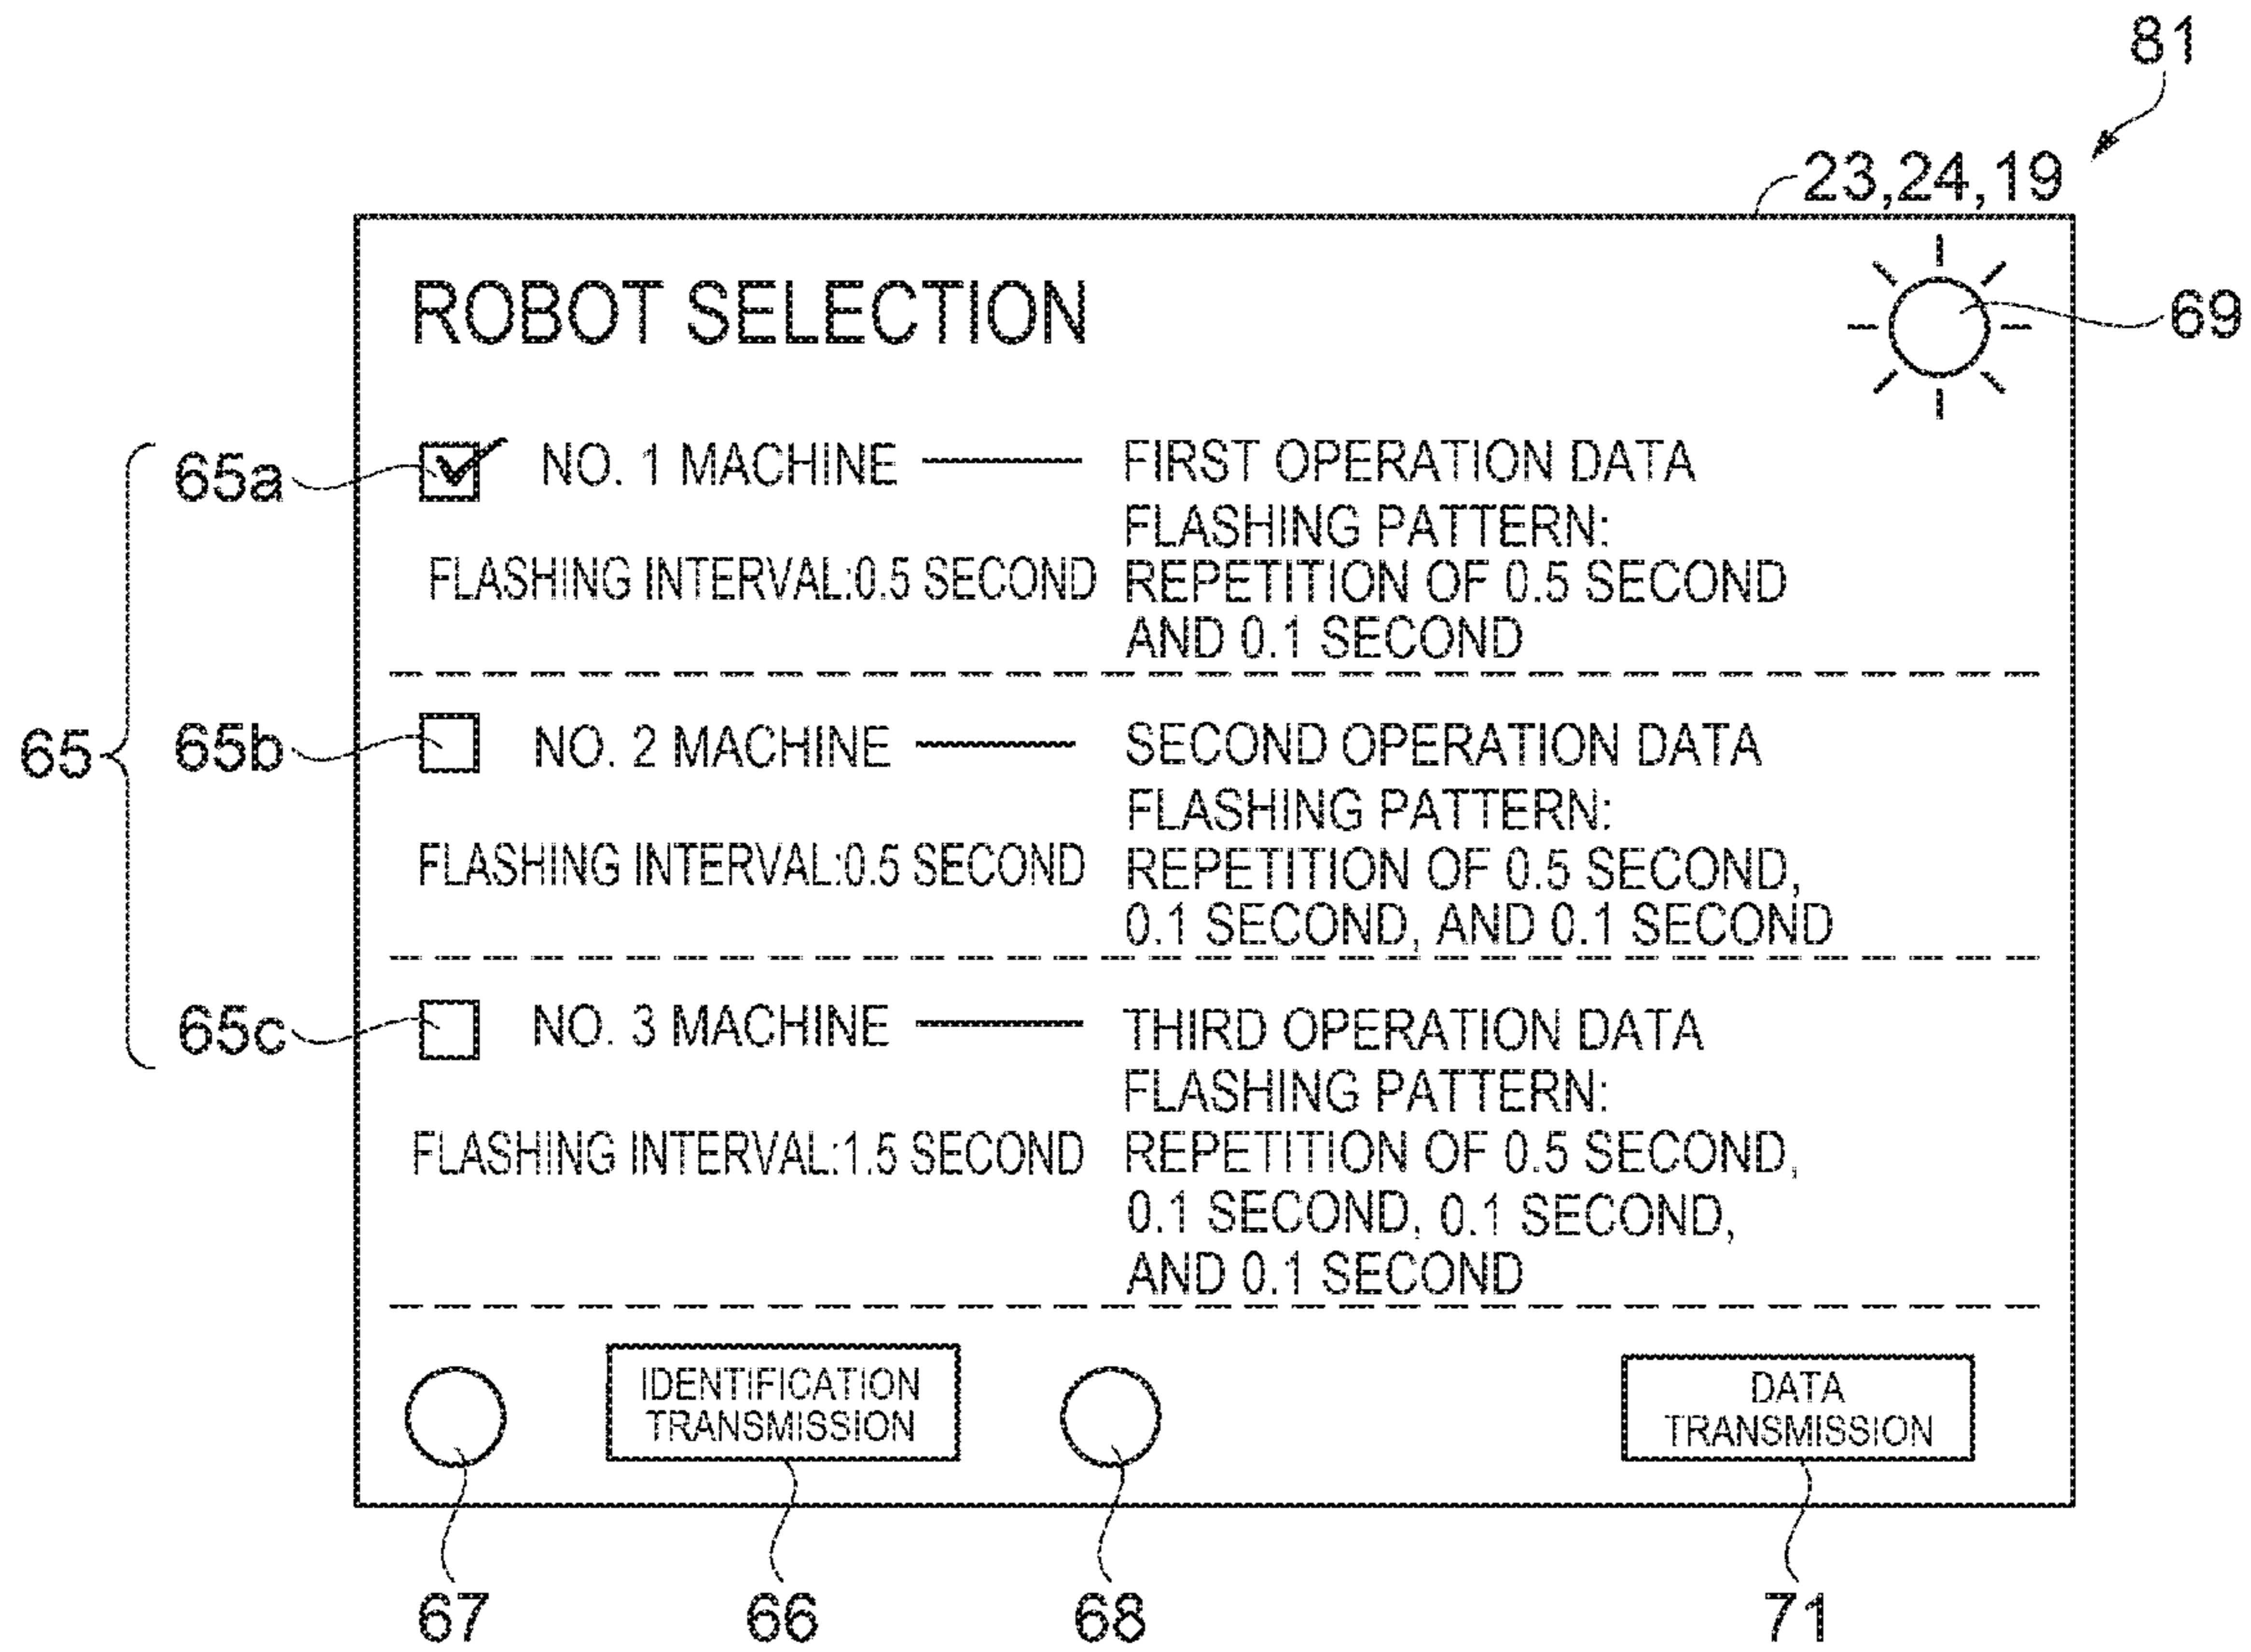 81
23,24,19
ROBOT SELECTION
69
65a NO. 1 MACHINE FIRST OPERATION DATA
FLASHING PATTERN:
FLASHING INTERVAL:0.5 SECOND REPETITION OF 0.5 SECOND
AND 0.1 SECOND
65 65b NO. 2 MACHINE SECOND OPERATION DATA
FLASHING PATTERN:
FLASHING INTERVAL:0.5 SECOND REPETITION OF 0.5 SECOND,
0.1 SECOND, AND 0.1 SECOND
65c NO. 3 MACHINE THIRD OPERATION DATA
FLASHING PATTERN:
FLASHING INTERVAL:1.5 SECOND REPETITION OF 0.5 SECOND,
0.1 SECOND, 0.1 SECOND,
AND 0.1 SECOND
IDENTIFICATION
TRANSMISSION
DATA
TRANSMISSION
67 66 68 71